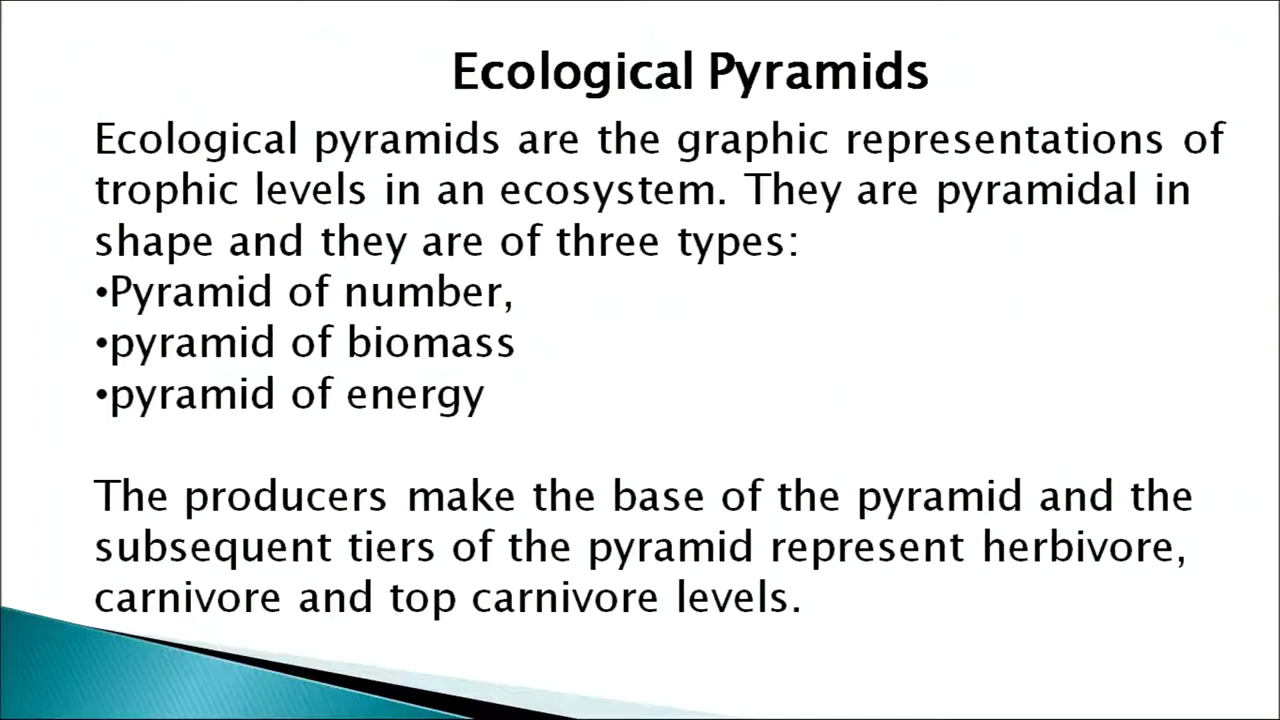 Ecological Pyramids
Ecological pyramids are the graphic representations of
trophic levels in an ecosystem. They are pyramidal in
shape and they are of three types:
•Pyramid of number,
•pyramid of biomass
•pyramid of energy
The producers make the base of the pyramid and the
subsequent tiers of the pyramid represent herbivore,
carnivore and top carnivore levels.